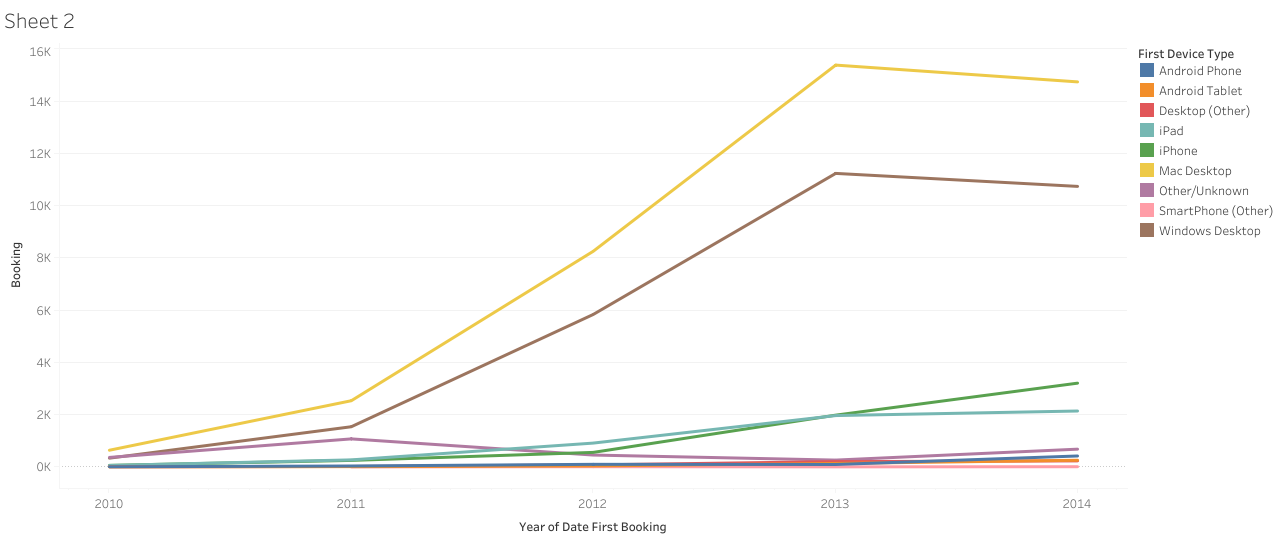 Sheet 2
16K
14K
12K
10K
8K
6K
4K
2K
0K
Booking
2010
2011
2012
2013
2014
Year of Date First Booking
First Device Type
Android Phone
Android Tablet
Desktop (Other)
iPad
iPhone
Mac Desktop
Other/Unknown
SmartPhone (Other)
Windows Desktop